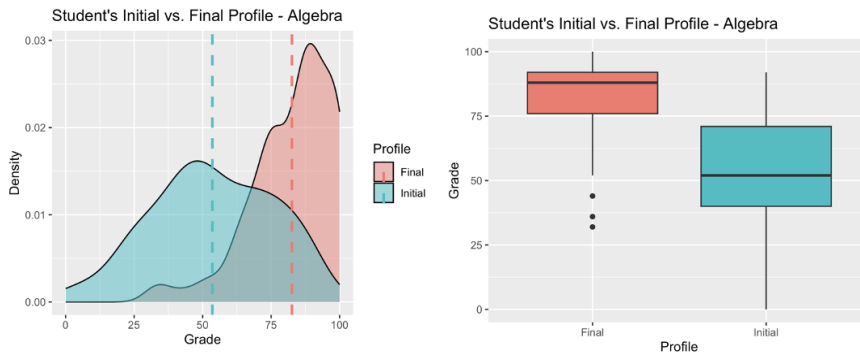 Student's Initial vs. Final Profile - Algebra
0.03
0.02
0.01
0.00
Density
0
25
50
75
100
Grade
Profile
Final
Initial
Student's Initial vs. Final Profile - Algebra
100
75
50
25
0
Grade
Final
Initial
Profile